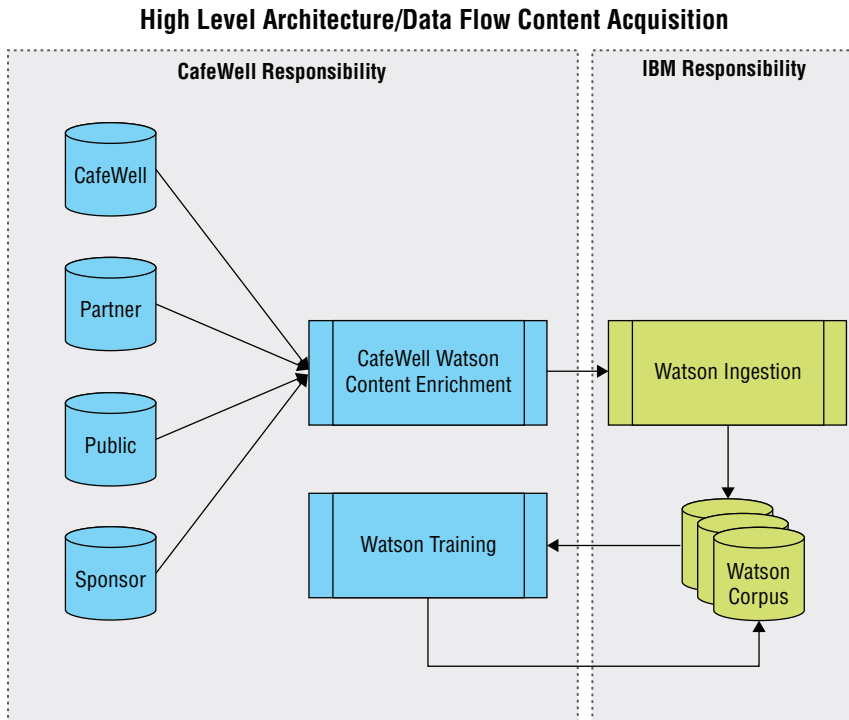 High Level Architecture/Data Flow Content Acquisition
CafeWell Responsibility
IBM Responsibility
CafeWell
Partner
Public
Sponsor
CafeWell Watson
Content Enrichment
Watson Ingestion
Watson Training
Watson
Corpus